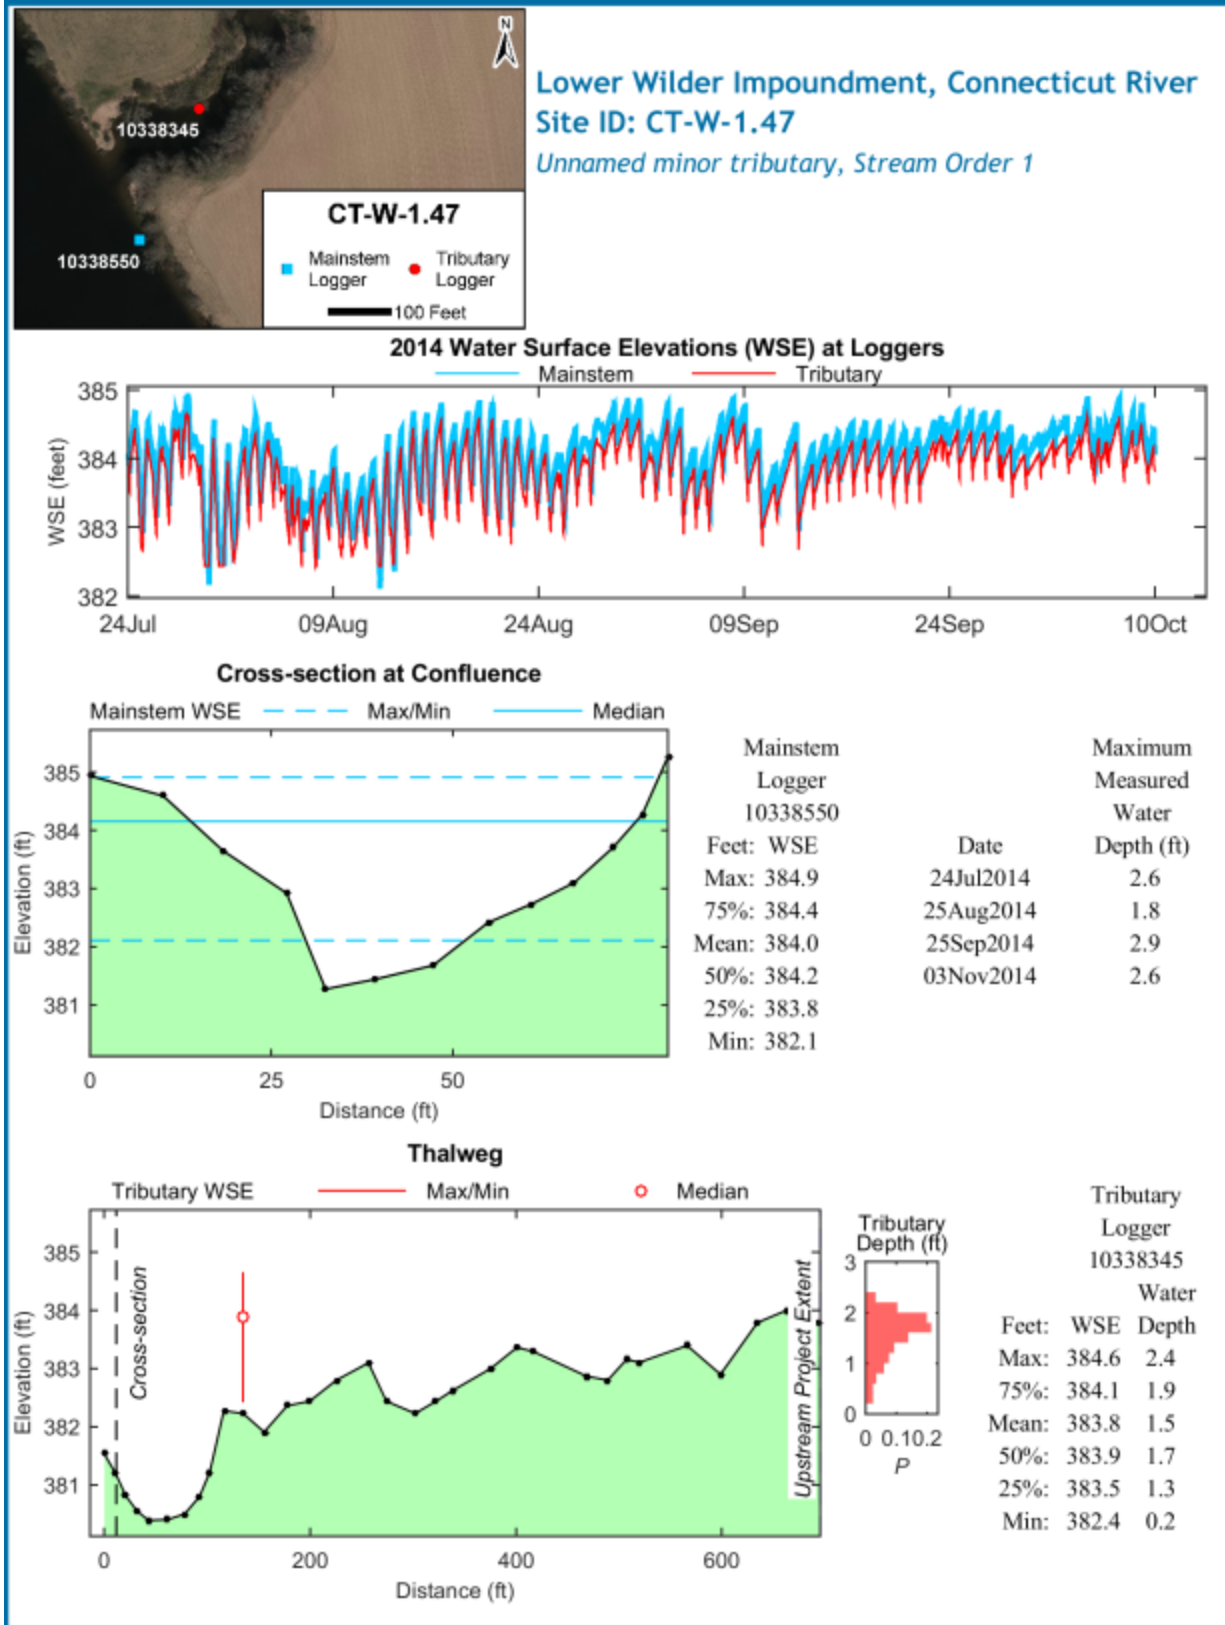 N
10338345
10338550
CT-W-1.47
Mainstem Logger
Tributary Logger
100 Feet
Lower Wilder Impoundment, Connecticut River
Site ID: CT-W-1.47
Unnamed minor tributary, Stream Order 1
2014 Water Surface Elevations (WSE) at Loggers
Mainstem Tributary
WSE (feet)
385
384
383
382
24Jul 09Aug 24Aug 09Sep 24Sep 10Oct
Cross-section at Confluence
Mainstem WSE Max/Min Median
Elevation (ft)
385
384
383
382
381
0 25 50
Distance (ft)
Mainstem
Logger
10338550
Feet: WSE
Max: 384.9
75%: 384.4
Mean: 384.0
50%: 384.2
25%: 383.8
Min: 382.1
Maximum
Measured
Water
Date Depth (ft)
24Jul2014 2.6
25Aug2014 1.8
25Sep2014 2.9
03Nov2014 2.6
Thalweg
Tributary WSE Max/Min Median
Elevation (ft)
385
384
383
382
381
Cross-section
Upstream Project Extent
0 200 400 600
Distance (ft)
Tributary
Depth (ft)
3
2
1
0
0 0.1 0.2
P
Tributary
Logger
10338345
Water
Feet: WSE Depth
Max: 384.6 2.4
75%: 384.1 1.9
Mean: 383.8 1.5
50%: 383.9 1.7
25%: 383.5 1.3
Min: 382.4 0.2